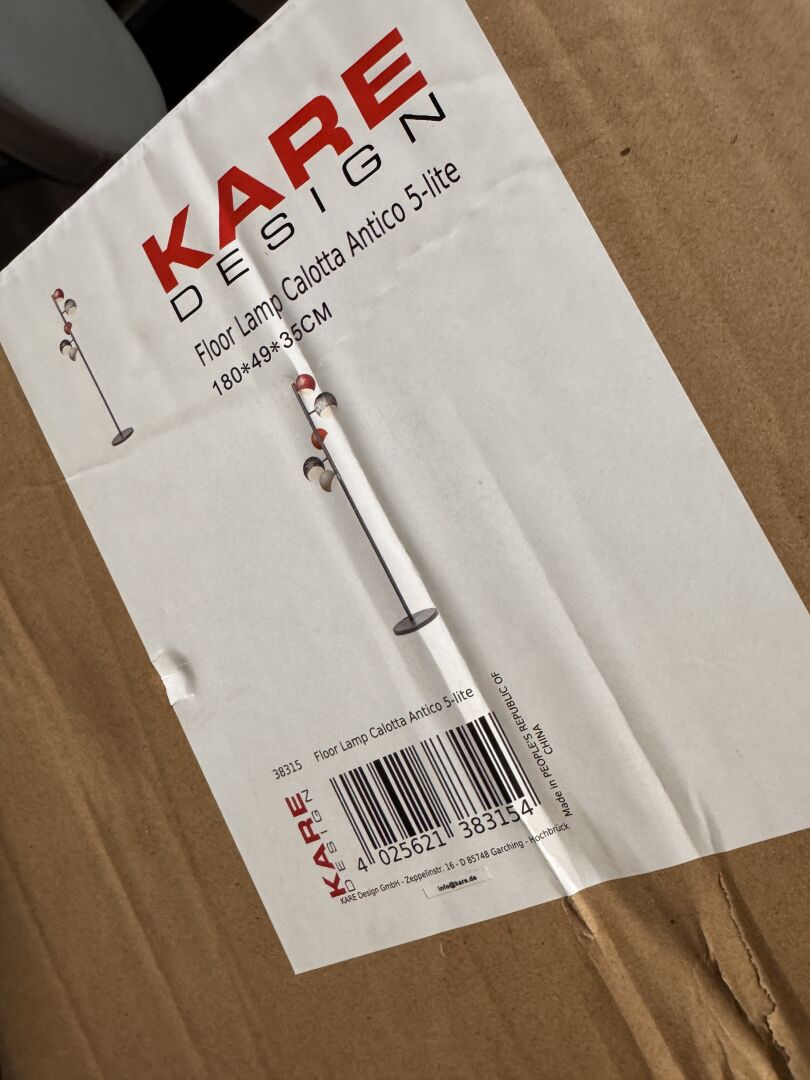 KARE
DESIGN
Floor Lamp Calotta Antico 5-lite
180*49*35CM
38315 Floor Lamp Calotta Antico 5-lite
KARE
DESIGN
4 025621 383154
Made in PEOPLE'S REPUBLIC OF
CHINA
KARE Design GmbH - Zeppelinstr. 16 - D 85748 Garching - Hochbrück
info@kare.de